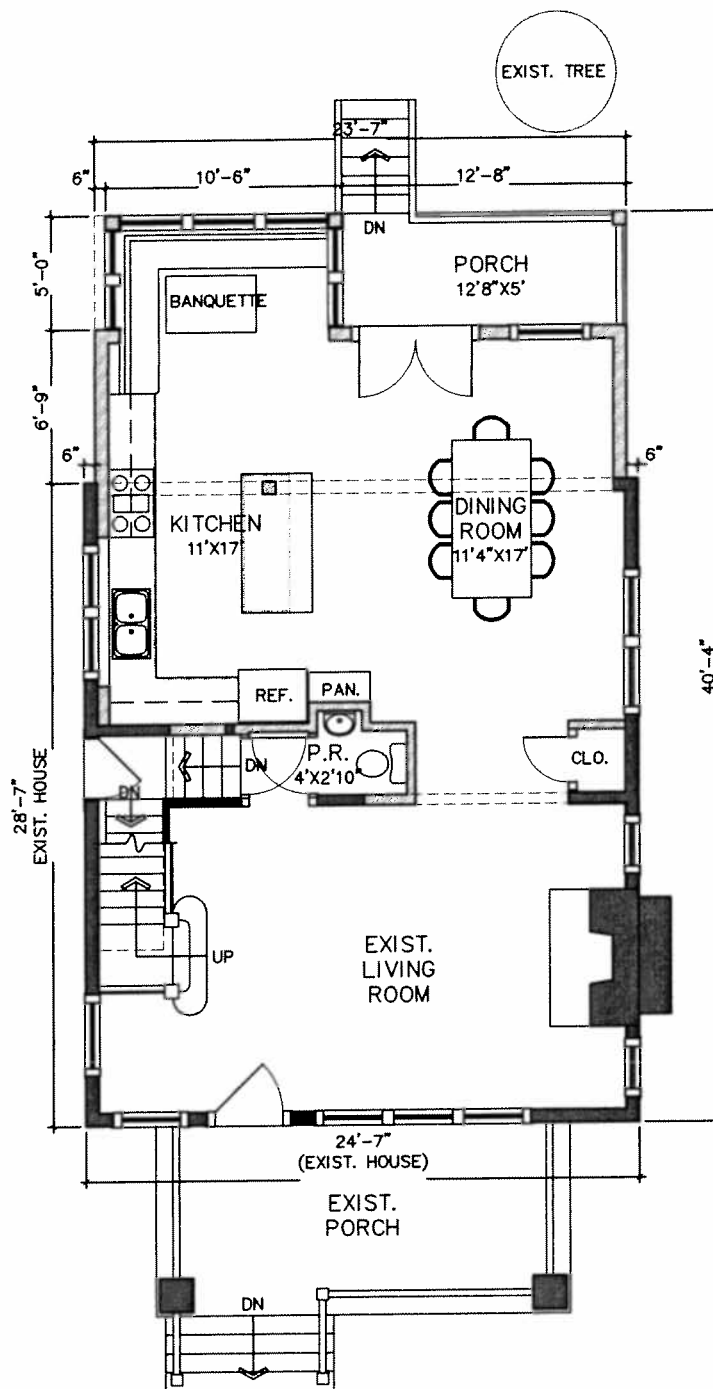 EXIST. TREE
23'-7"
6"
10'-6"
12'-8"
DN
5'-0"
PORCH
12'8"X5'
BANQUETTE
6'-9"
6"
6"
KITCHEN
11'X17'
DINING
ROOM
11'4"X17'
40'-4"
REF.
PAN.
P.R.
4'X2'10"
DN
CLO.
DN
28'-7"
EXIST. HOUSE
UP
EXIST.
LIVING
ROOM
24'-7"
(EXIST. HOUSE)
EXIST.
PORCH
DN